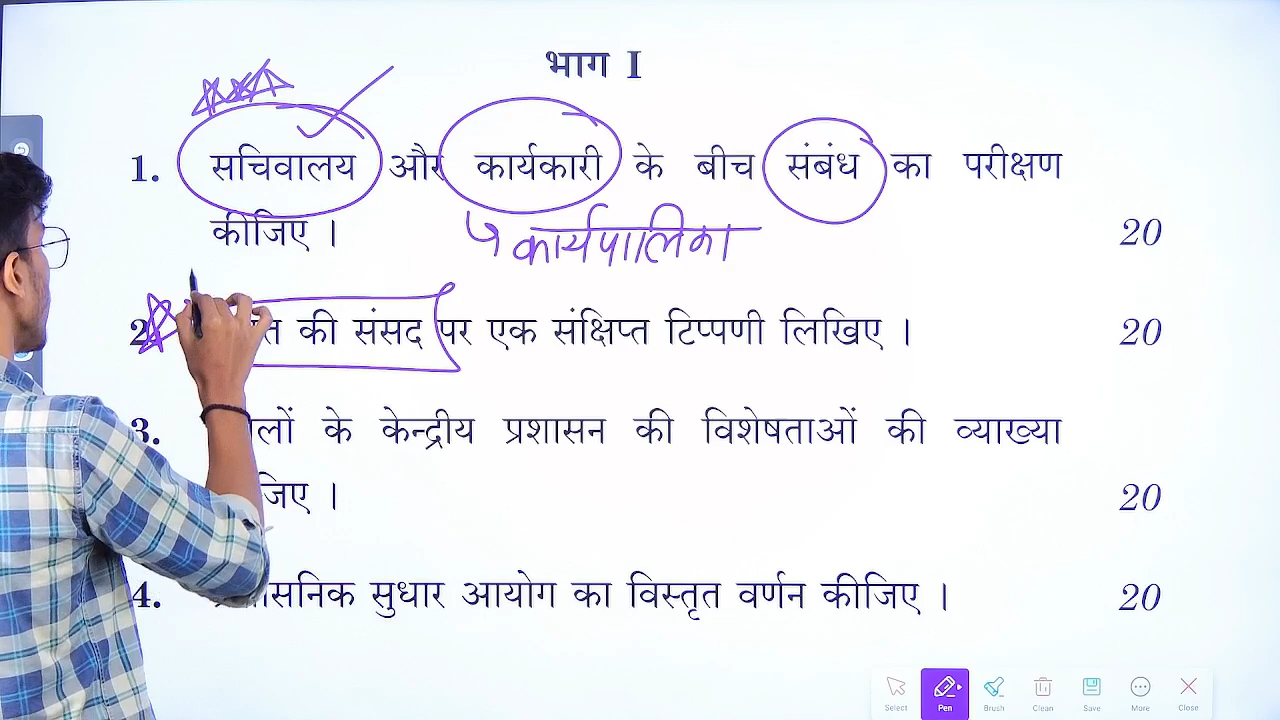 भाग I
1. सचिवालय और कार्यकारी के बीच संबंध का परीक्षण
कीजिए । 20
कार्यपालिका
की संसद पर एक संक्षिप्त टिप्पणी लिखिए । 20
3. के केन्द्रीय प्रशासन की विशेषताओं की व्याख्या
20
4. सुधार आयोग का विस्तृत वर्णन कीजिए । 20
Select Pen Brush Clean Save More Close